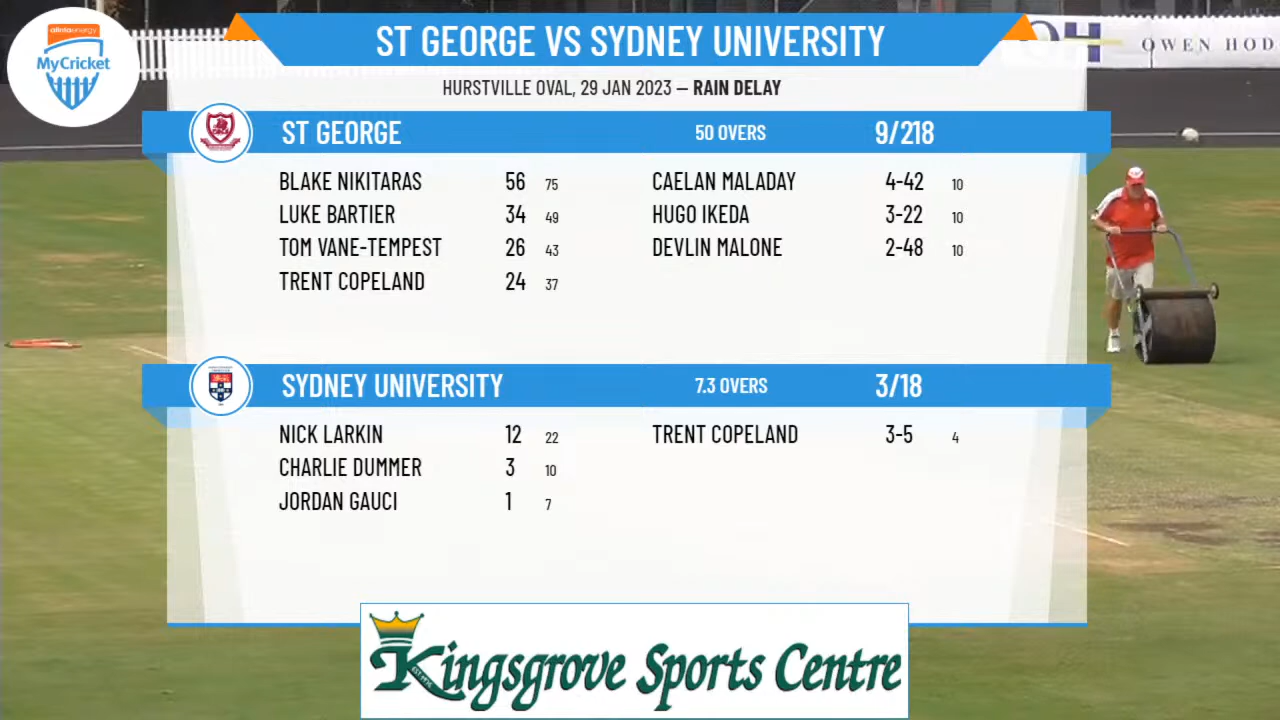 alintaenergy
MyCricket
ST GEORGE VS SYDNEY UNIVERSITY
OWEN HOD
HURSTVILLE OVAL, 29 JAN 2023 – RAIN DELAY
ST GEORGE 50 OVERS 9/218
BLAKE NIKITARAS 56 75 CAELAN MALADAY 4-42 10
LUKE BARTIER 34 49 HUGO IKEDA 3-22 10
TOM VANE-TEMPEST 26 43 DEVLIN MALONE 2-48 10
TRENT COPELAND 24 37
SYDNEY UNIVERSITY 7.3 OVERS 3/18
NICK LARKIN 12 22 TRENT COPELAND 3-5 4
CHARLIE DUMMER 3 10
JORDAN GAUCI 1 7
Kingsgrove Sports Centre